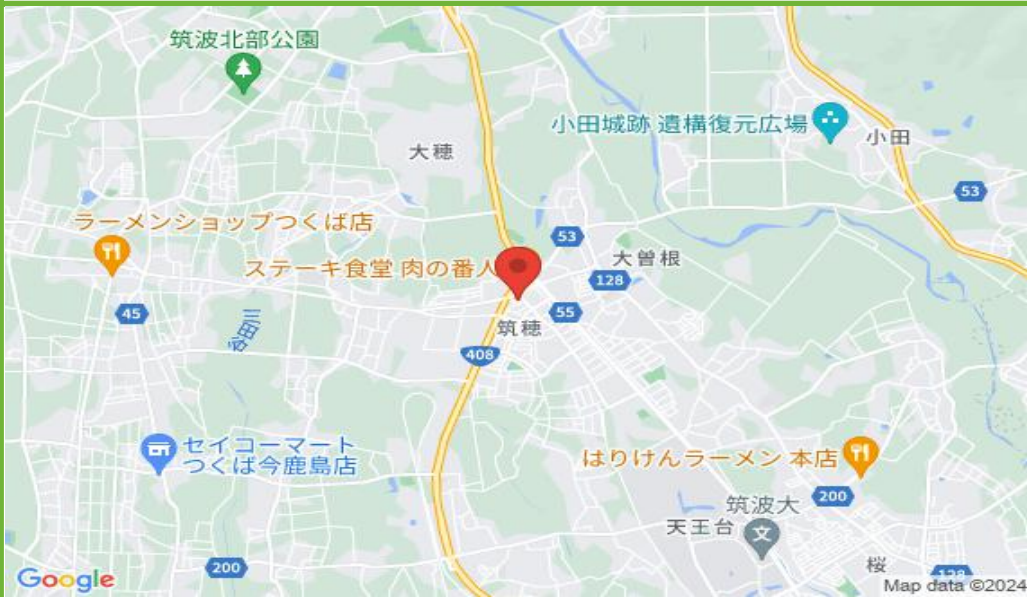 筑波北部公園
小田城跡 遺構復元広場
小田
大穂
53
ラーメンショップつくば店
53
大曽根
ステーキ食堂 肉の番人
128
45
55
筑穂
408
セイコーマート
つくば今鹿島店
はりけんラーメン 本店
200
筑波大
天王台
文
桜
200
128
Google
Map data ©2024